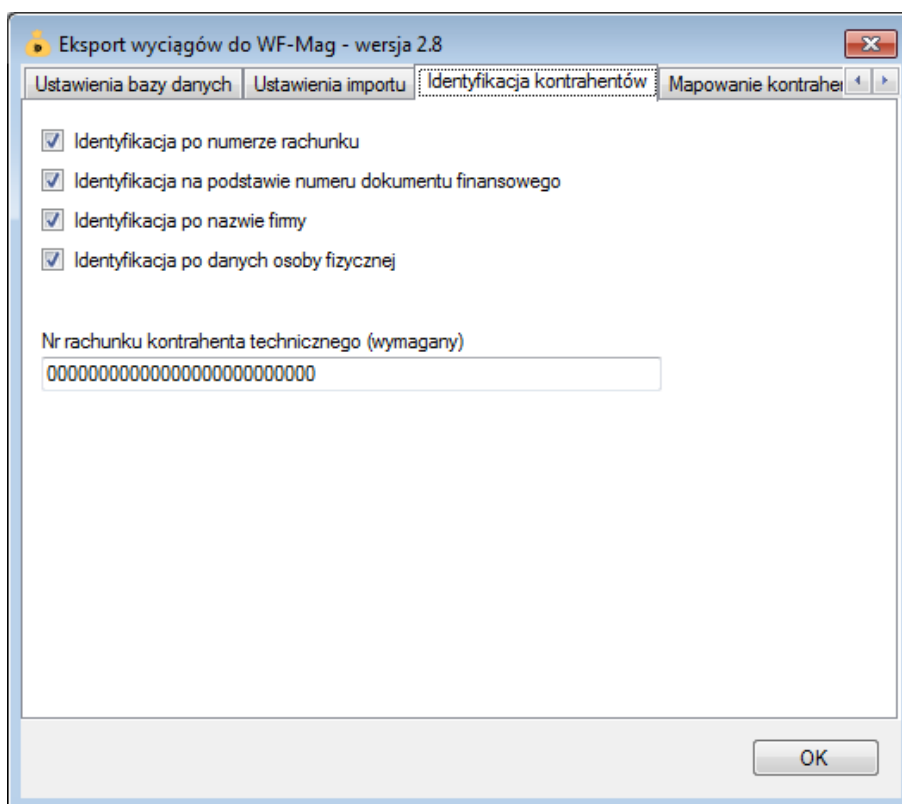 Eksport wyciągów do WF-Mag - wersja 2.8
Ustawienia bazy danych Ustawienia importu Identyfikacja kontrahentów Mapowanie kontrahe
Identyfikacja po numerze rachunku
Identyfikacja na podstawie numeru dokumentu finansowego
Identyfikacja po nazwie firmy
Identyfikacja po danych osoby fizycznej
Nr rachunku kontrahenta technicznego (wymagany)
00000000000000000000000000
OK